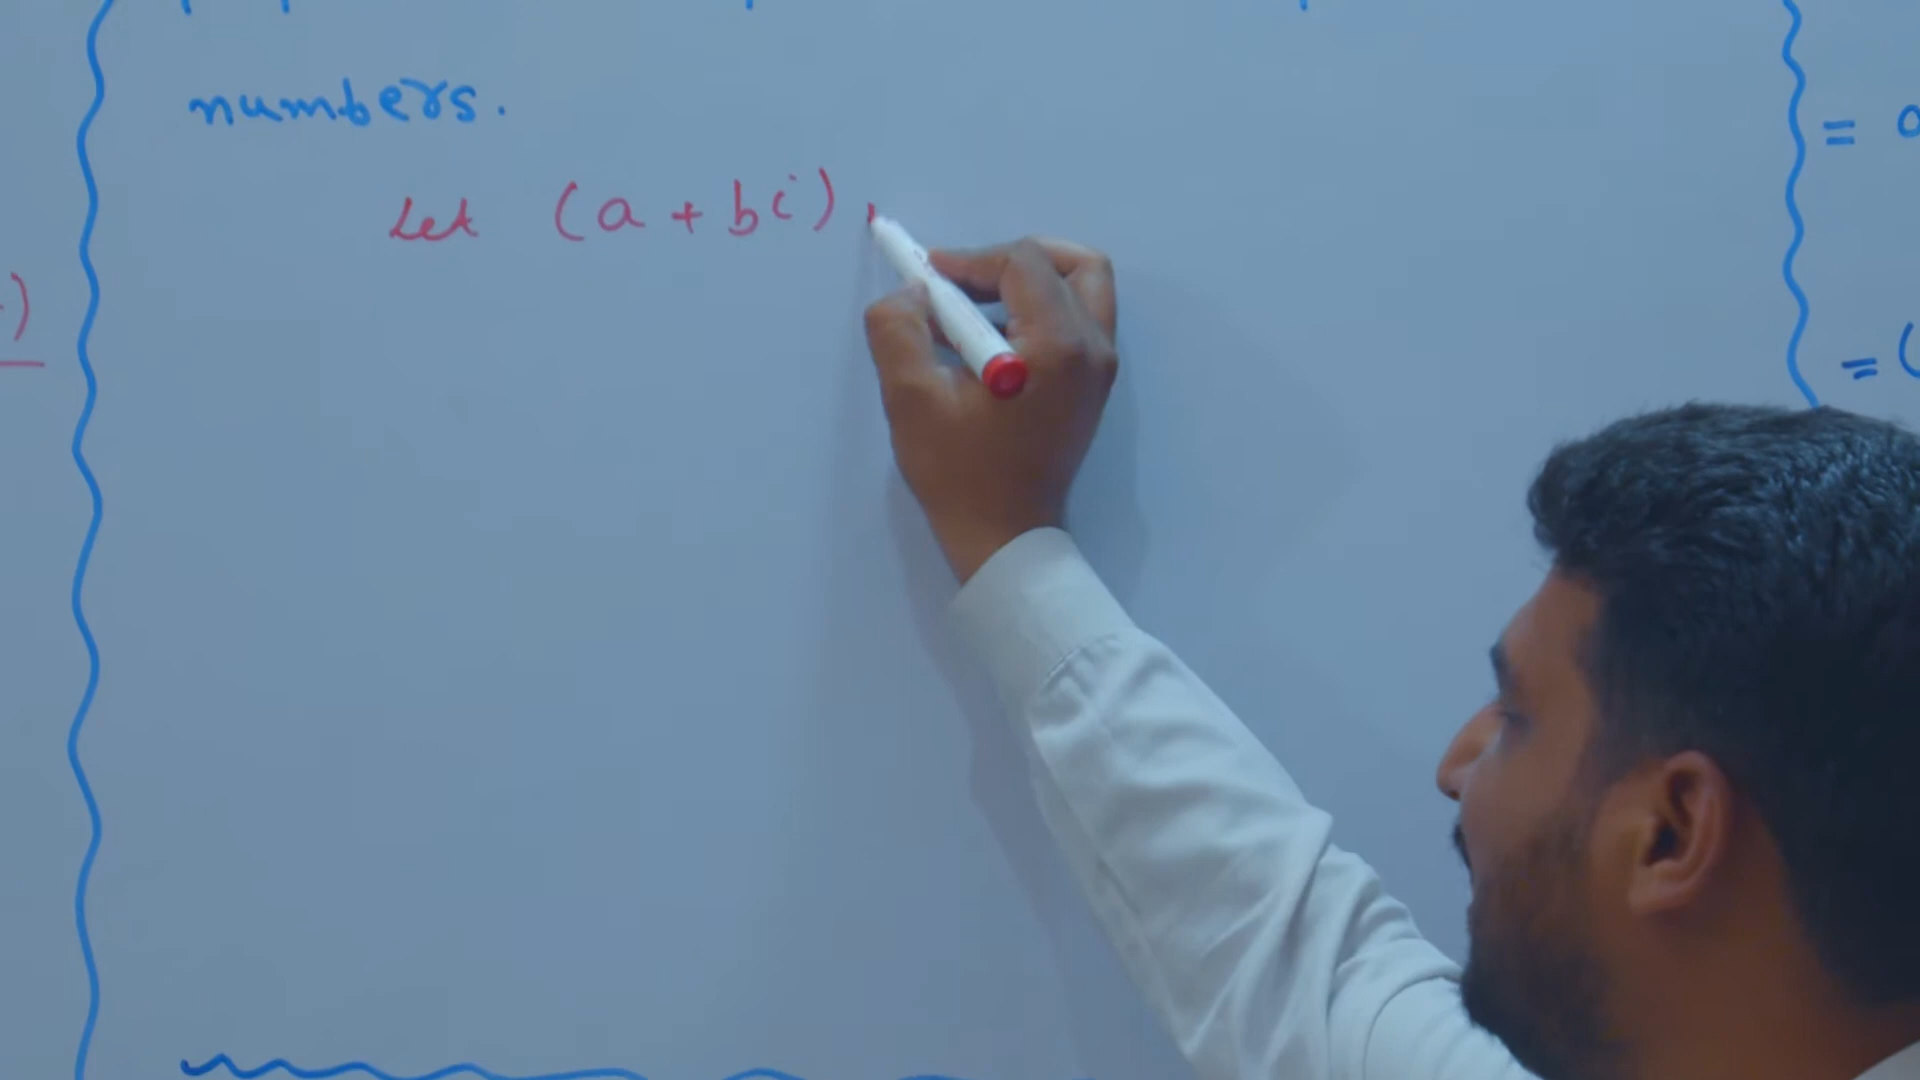 numbers.
Let (a + bi),
=
=
)